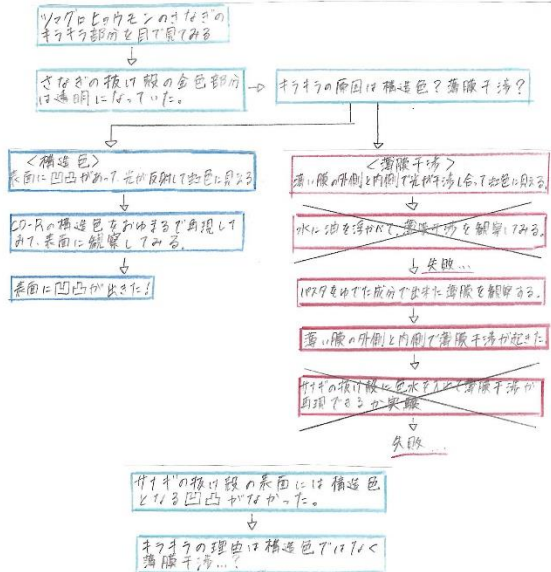 ツマグロヒョウモンのさなぎの
キラキラ部分を目で見てみる
さなぎの抜け殻の金色部分
は透明になっていた。
キラキラの原因は構造色？薄膜干渉？
＜構造色＞
表面に凹凸があって光が反射して虹色に見える
CD-Rの構造色をおゆまるで再現して
みて、表面に観察してみる。
表面に凹凸が出きた！
＜薄膜干渉＞
薄い膜の外側と内側で光が干渉し合って虹色に見える。
水に油を浮かべて、薄膜干渉を観察してみる。
失敗…
パスタをゆでた成分で出来た薄膜を観察する。
薄い膜の外側と内側で薄膜干渉が起きた
サナギの抜け殻に色水を入れて薄膜干渉が
再現できるか実験
失敗…
サナギの抜け殻の表面には構造色
となる凹凸がなかった。
キラキラの理由は構造色ではなく
薄膜干渉…？